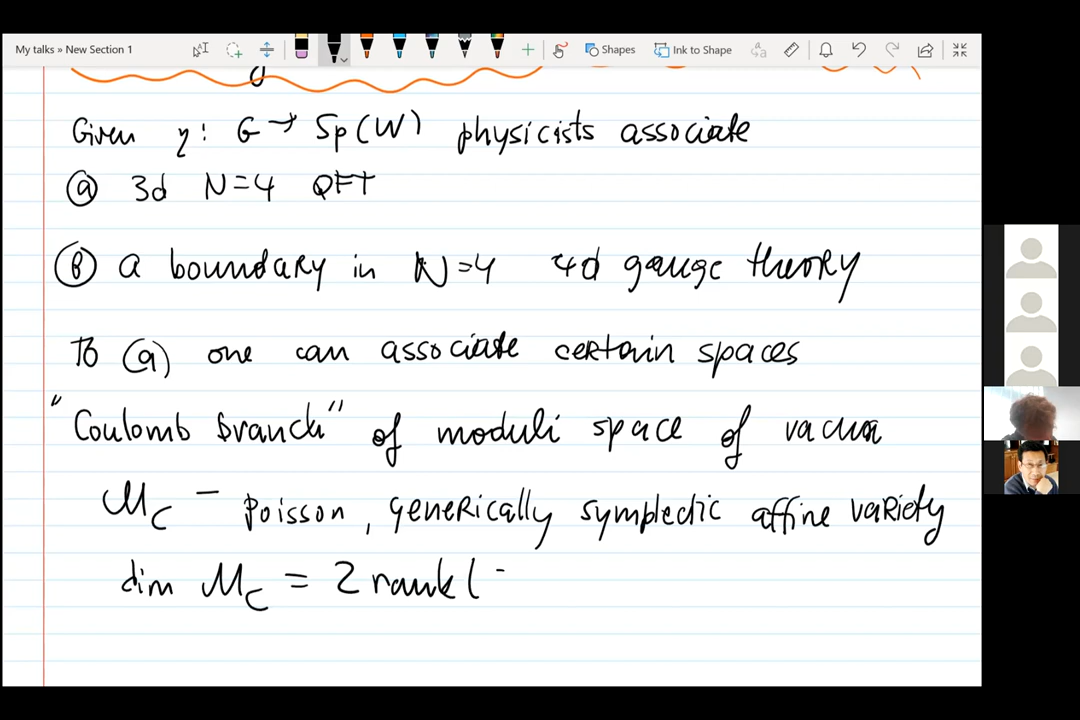 My talks » New Section 1
Shapes
Ink to Shape
Given η: G → Sp(W) physicists associate
ⓐ 3d N=4 QFT
ⓑ a boundary in N=4 4d gauge theory
To (a) one can associate certain spaces
"Coulomb branch" of moduli space of vacua
M_C – Poisson, generically symplectic affine variety
dim M_C = 2 rank (